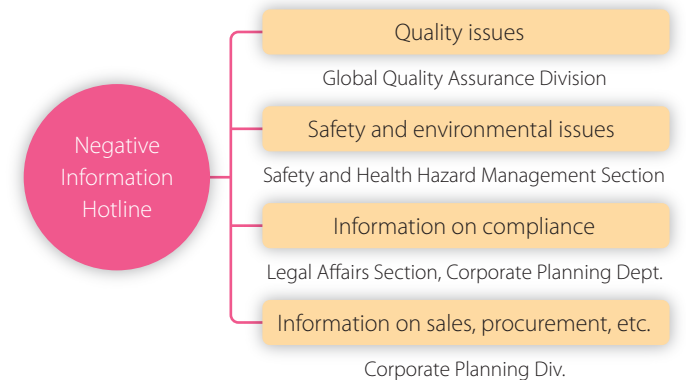 Negative
Information
Hotline
Quality issues
Global Quality Assurance Division
Safety and environmental issues
Safety and Health Hazard Management Section
Information on compliance
Legal Affairs Section, Corporate Planning Dept.
Information on sales, procurement, etc.
Corporate Planning Div.